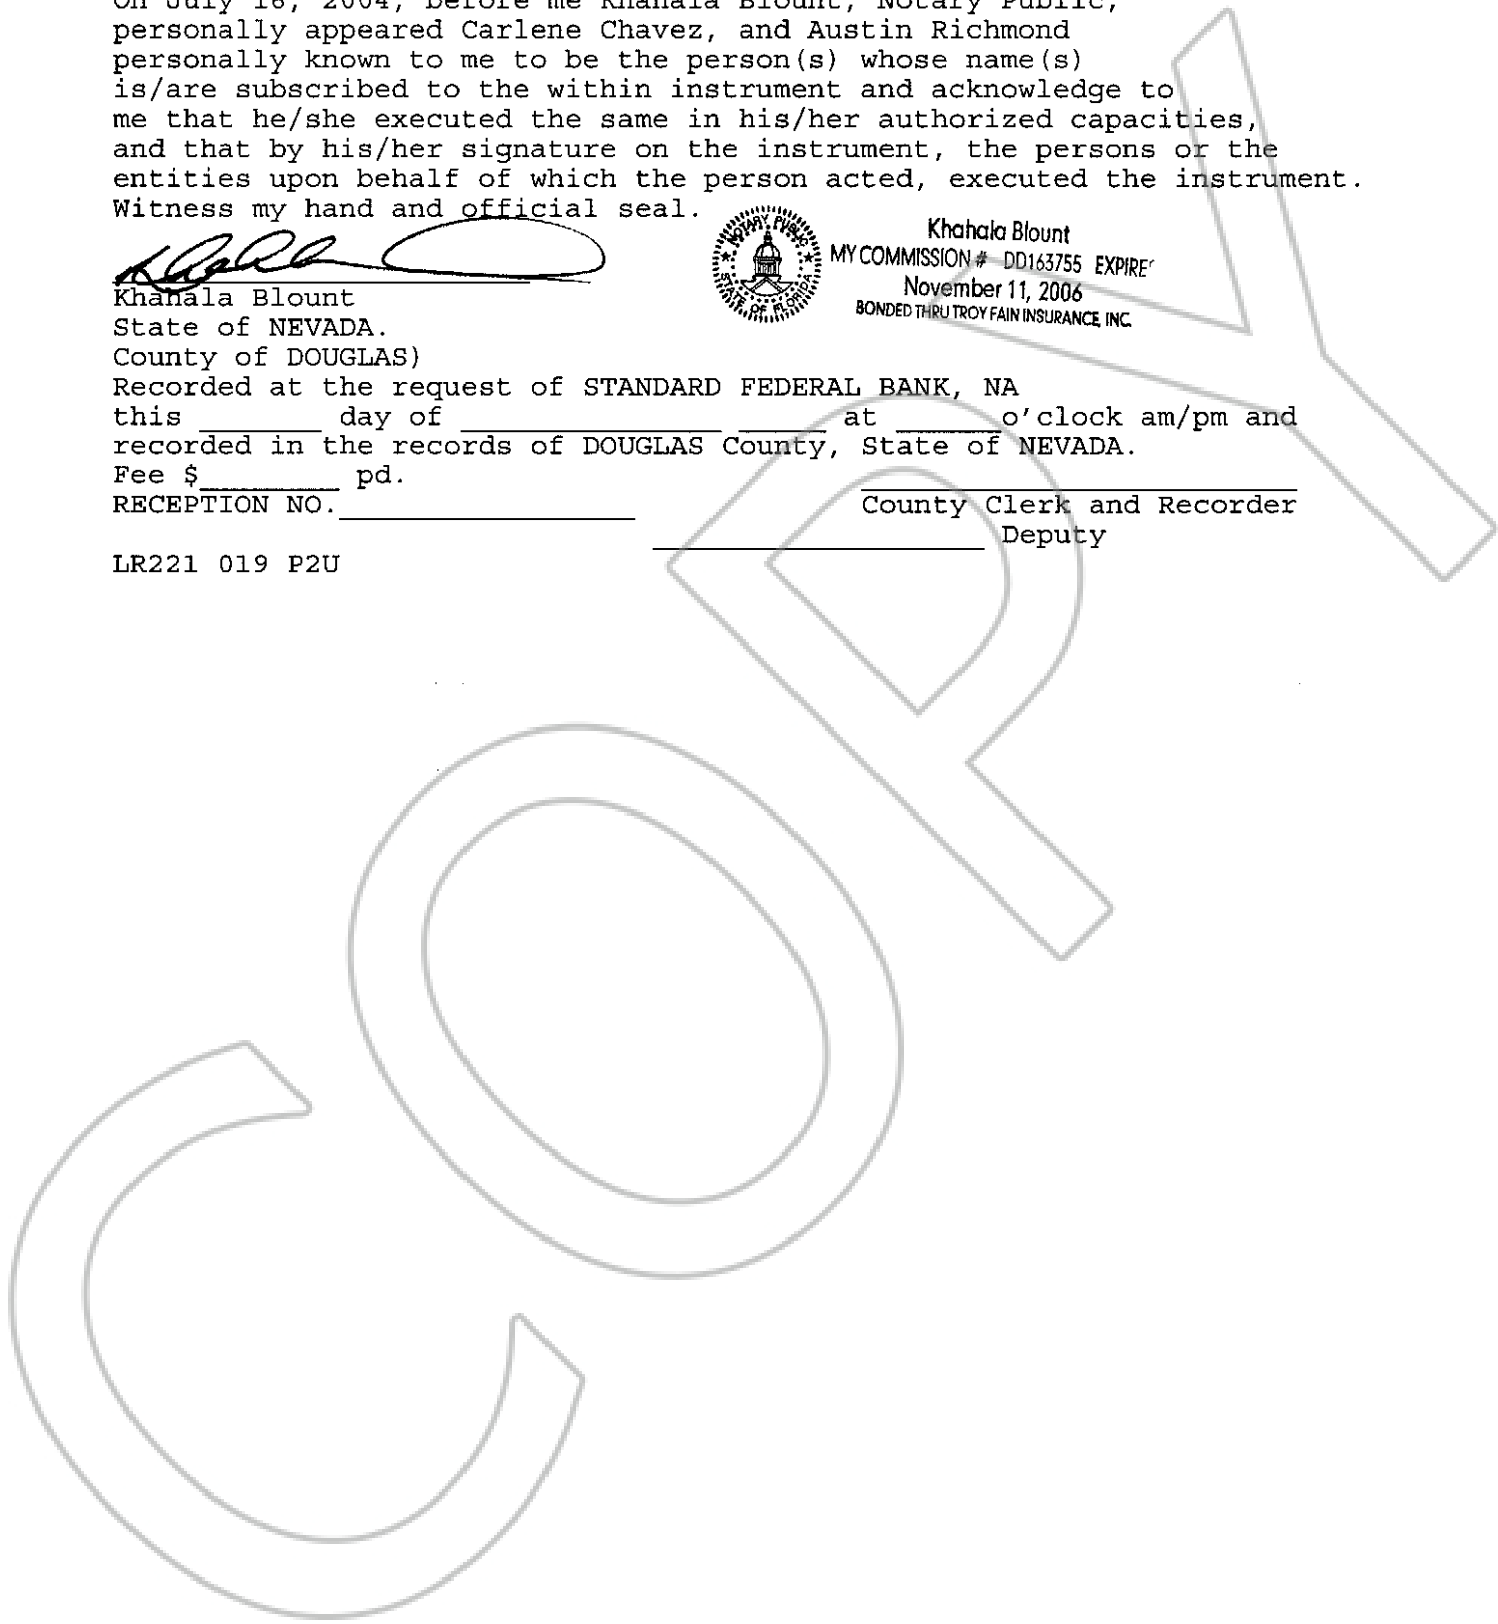 On July 16, 2004, before me Khahala Blount, Notary Public,
personally appeared Carlene Chavez, and Austin Richmond
personally known to me to be the person(s) whose name(s)
is/are subscribed to the within instrument and acknowledge to
me that he/she executed the same in his/her authorized capacities,
and that by his/her signature on the instrument, the persons or the
entities upon behalf of which the person acted, executed the instrument.
Witness my hand and official seal.
NOTARY PUBLIC
STATE OF FLORIDA
Khahala Blount
MY COMMISSION # DD163755 EXPIRE
November 11, 2006
BONDED THRU TROY FAIN INSURANCE, INC.
Khahala Blount
State of NEVADA.
County of DOUGLAS)
Recorded at the request of STANDARD FEDERAL BANK, NA
this _______ day of _______________ _____ at ______o'clock am/pm and
recorded in the records of DOUGLAS County, State of NEVADA.
Fee $________ pd.
RECEPTION NO._________________
County Clerk and Recorder
___________________ Deputy
LR221 019 P2U
COPY